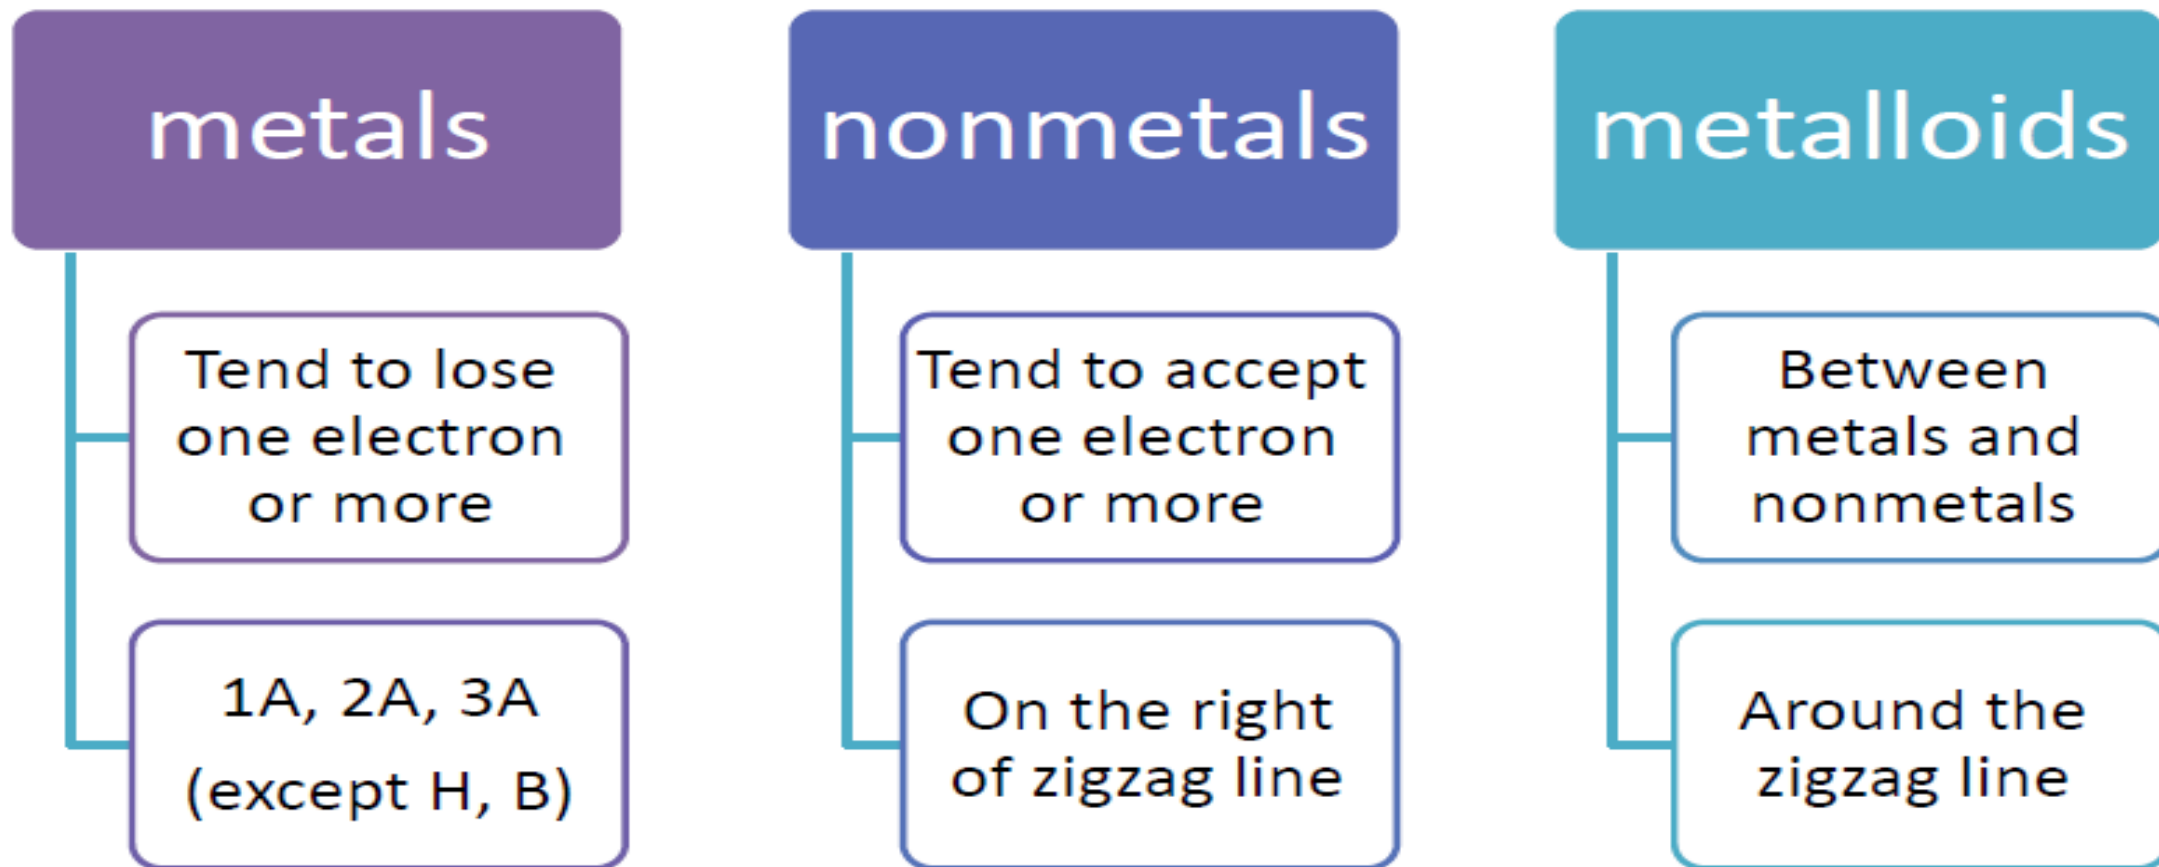 metals
Tend to lose
one electron
or more
1A, 2A, 3A
(except H, B)
nonmetals
Tend to accept
one electron
or more
On the right
of zigzag line
metalloids
Between
metals and
nonmetals
Around the
zigzag line